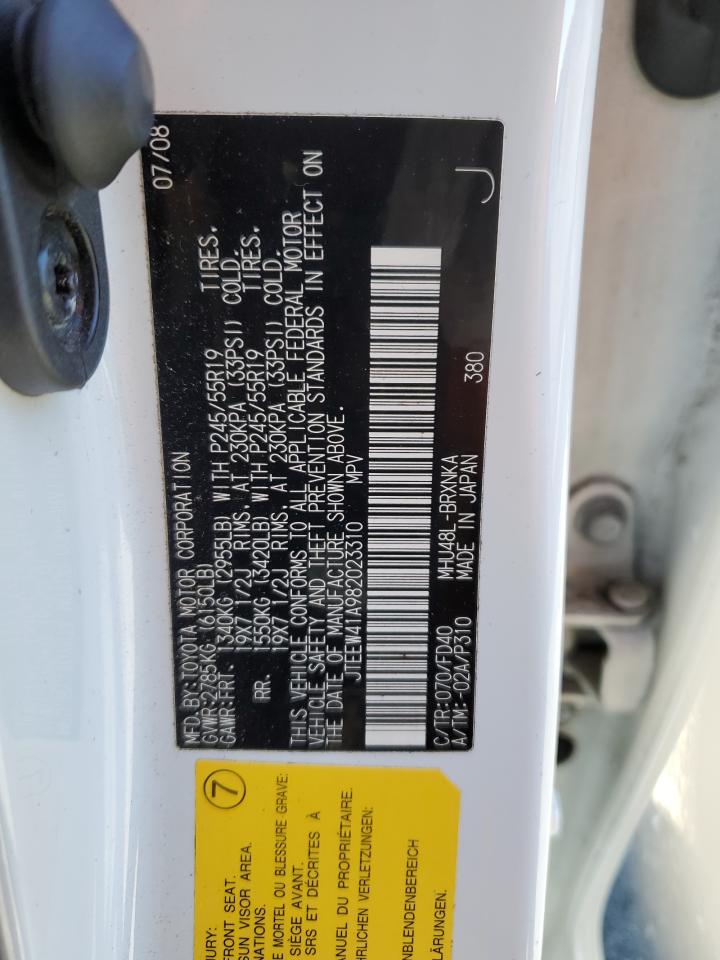 MFD.BY:TOYOTA MOTOR CORPORATION 07/08
GVWR:2785KG (6150LB)
GAWR:FRT. 1340KG (2955LB) WITH P245/55R19 TIRES,
19X7 1/2J RIMS, AT 230KPA (33PSI) COLD.
RR. 1550KG (3420LB) WITH P245/55R19 TIRES,
19X7 1/2J RIMS, AT 230KPA (33PSI) COLD.
THIS VEHICLE CONFORMS TO ALL APPLICABLE FEDERAL MOTOR
VEHICLE SAFETY AND THEFT PREVENTION STANDARDS IN EFFECT ON
THE DATE OF MANUFACTURE SHOWN ABOVE.
JTEEW41A982023310 MPV
C/TR:070/FD40 MHU48L-BRXNKA
A/TM:-02A/P310 MADE IN JAPAN 380 J
7
JURY:
FRONT SEAT.
SUN VISOR AREA.
NATIONS.
E MORTEL OU BLESSURE GRAVE:
SIÈGE AVANT.
SRS ET DÉCRITES À
ANUEL DU PROPRIÉTAIRE.
HRLICHEN VERLETZUNGEN:
NBLENDENBEREICH
LÄRUNGEN.